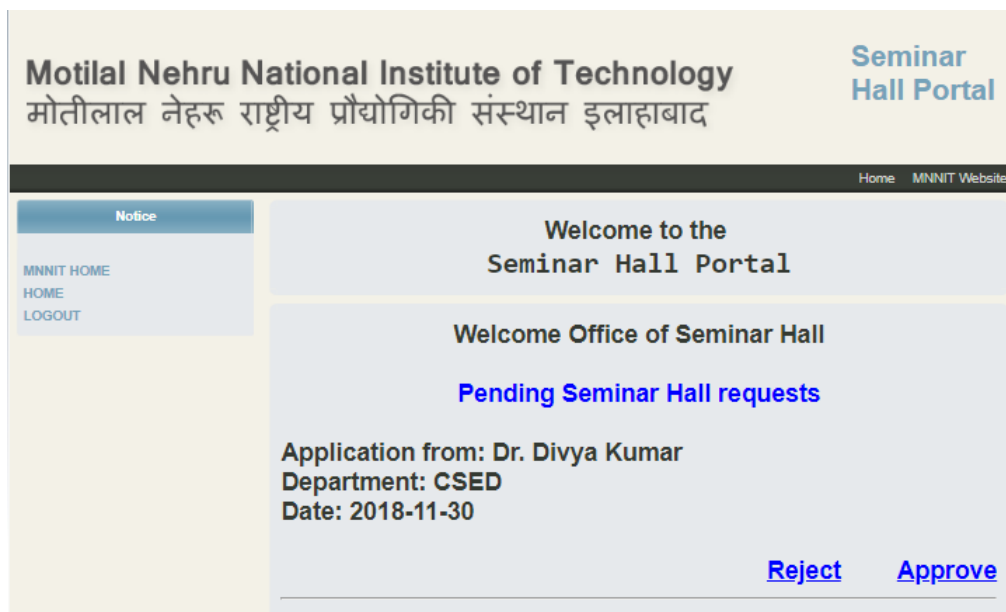 Motilal Nehru National Institute of Technology
मोतीलाल नेहरू राष्ट्रीय प्रौद्योगिकी संस्थान इलाहाबाद
Seminar
Hall Portal
Home MNNIT Website
Notice
MNNIT HOME
HOME
LOGOUT
Welcome to the
Seminar Hall Portal
Welcome Office of Seminar Hall
Pending Seminar Hall requests
Application from: Dr. Divya Kumar
Department: CSED
Date: 2018-11-30
Reject Approve